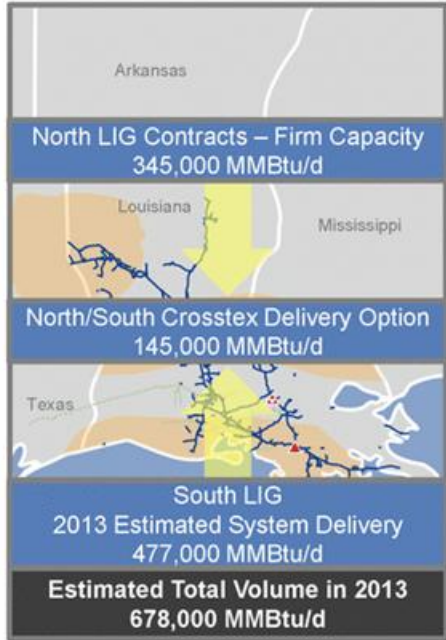 Arkansas
North LIG Contracts – Firm Capacity
345,000 MMBtu/d
Louisiana
Mississippi
North/South Crosstex Delivery Option
145,000 MMBtu/d
Texas
South LIG
2013 Estimated System Delivery
477,000 MMBtu/d
Estimated Total Volume in 2013
678,000 MMBtu/d